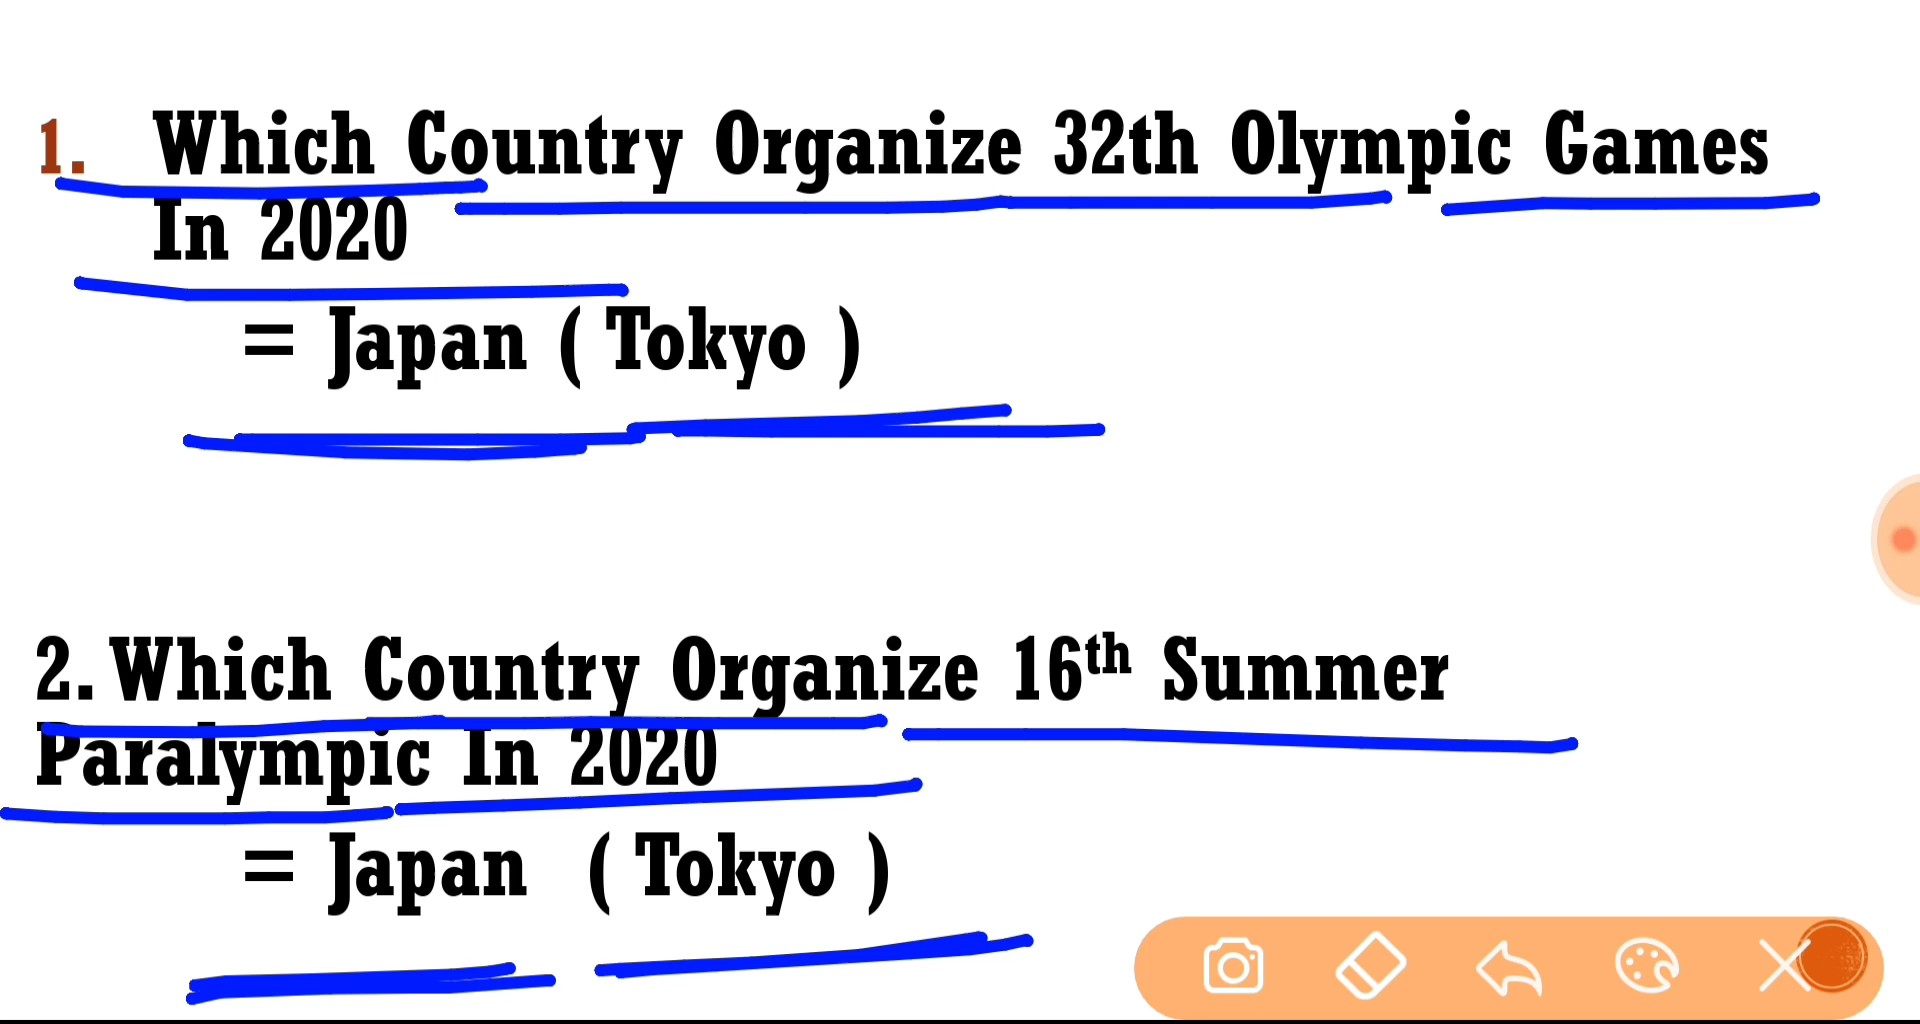 1. Which Country Organize 32th Olympic Games
In 2020
= Japan ( Tokyo )
2. Which Country Organize 16th Summer
Paralympic In 2020
= Japan ( Tokyo )